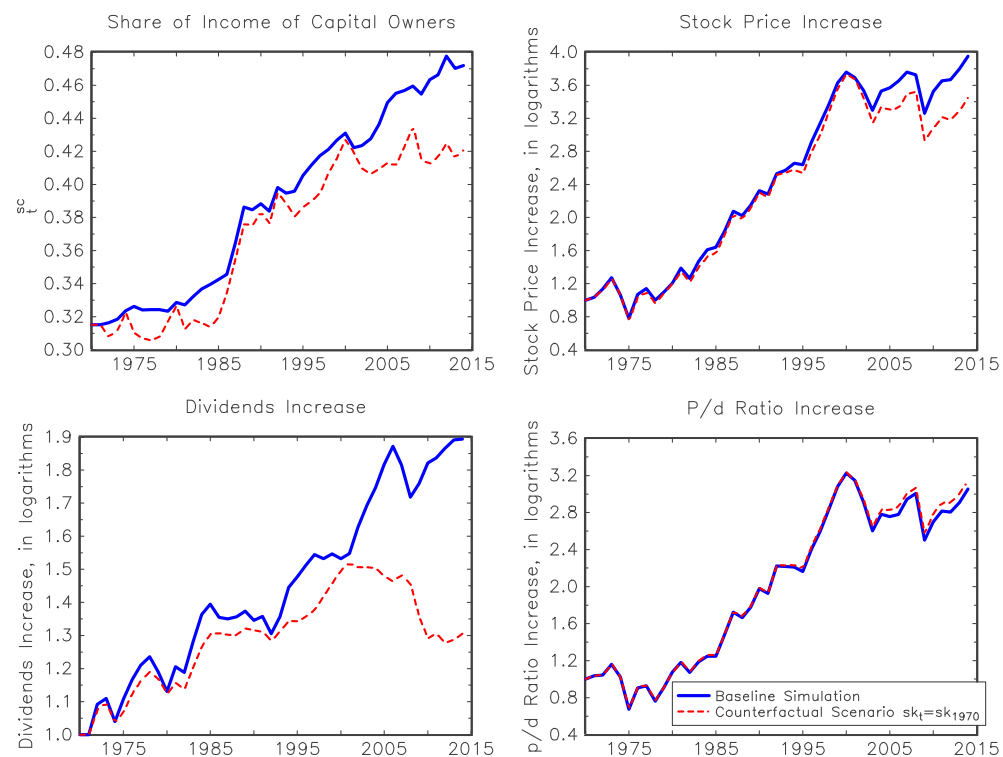 Share of Income of Capital Owners
sc
t
0.48
0.46
0.44
0.42
0.40
0.38
0.36
0.34
0.32
0.30
1975 1985 1995 2005 2015
Stock Price Increase
Stock Price Increase, in logarithms
4.0
3.6
3.2
2.8
2.4
2.0
1.6
1.2
0.8
0.4
1975 1985 1995 2005 2015
Dividends Increase
Dividends Increase, in logarithms
1.9
1.8
1.7
1.6
1.5
1.4
1.3
1.2
1.1
1.0
1975 1985 1995 2005 2015
P/d Ratio Increase
p/d Ratio Increase, in logarithms
3.6
3.2
2.8
2.4
2.0
1.6
1.2
0.8
0.4
1975 1985 1995 2005 2015
Baseline Simulation
Counterfactual Scenario skt=sk1970